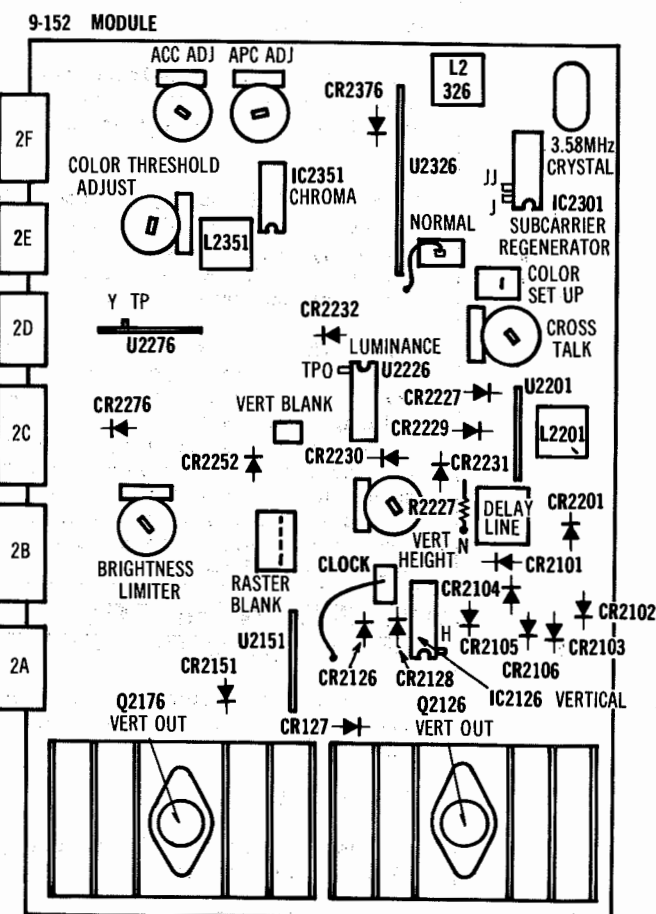 9-152 MODULE
ACC ADJ APC ADJ
L2
326
CR2376
2F
3.58MHz
CRYSTAL
COLOR THRESHOLD
ADJUST
IC2351
CHROMA
U2326
JJ
J
IC2301
SUBCARRIER
REGENERATOR
2E
L2351
NORMAL
COLOR
SET UP
Y TP
2D
U2276
CR2232
CROSS
TALK
LUMINANCE
TPO
U2226
CR2227
U2201
CR2276
VERT BLANK
2C
CR2229
L2201
CR2252
CR2230
CR2231
R2227
DELAY
LINE
CR2201
VERT
HEIGHT
N
2B
BRIGHTNESS
LIMITER
RASTER
BLANK
CLOCK
CR2101
CR2104
CR2102
U2151
H
CR2105
CR2103
2A
CR2151
CR2126
CR2128
CR2106
IC2126 VERTICAL
Q2176
VERT OUT
Q2126
VERT OUT
CR127